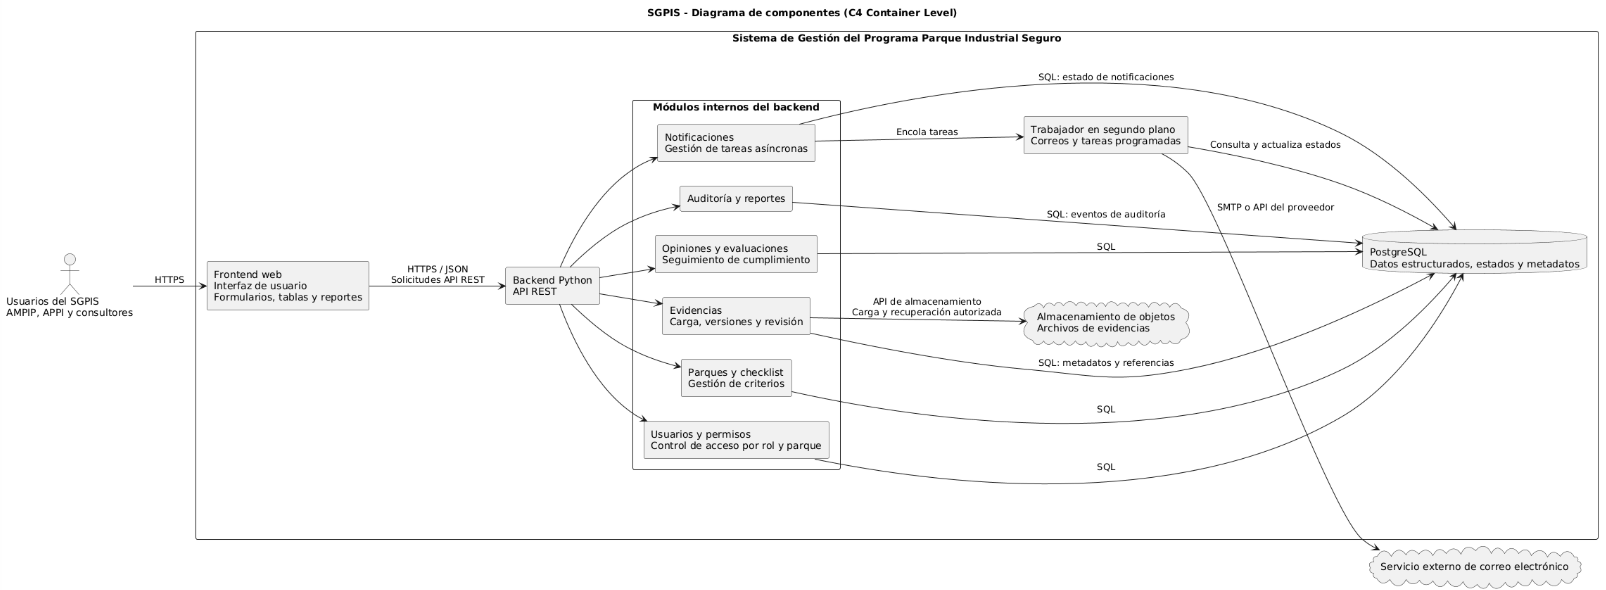 SGPIS - Diagrama de componentes (C4 Container Level)
Sistema de Gestión del Programa Parque Industrial Seguro
Usuarios del SGPIS
AMPIP, APPI y consultores
HTTPS
Frontend web
Interfaz de usuario
Formularios, tablas y reportes
HTTPS / JSON
Solicitudes API REST
Backend Python
API REST
Módulos internos del backend
Notificaciones
Gestión de tareas asíncronas
Auditoría y reportes
Opiniones y evaluaciones
Seguimiento de cumplimiento
Evidencias
Carga, versiones y revisión
Parques y checklist
Gestión de criterios
Usuarios y permisos
Control de acceso por rol y parque
SQL: estado de notificaciones
Encola tareas
Trabajador en segundo plano
Correos y tareas programadas
Consulta y actualiza estados
SMTP o API del proveedor
SQL: eventos de auditoría
SQL
API de almacenamiento
Carga y recuperación autorizada
Almacenamiento de objetos
Archivos de evidencias
SQL: metadatos y referencias
SQL
SQL
PostgreSQL
Datos estructurados, estados y metadatos
Servicio externo de correo electrónico